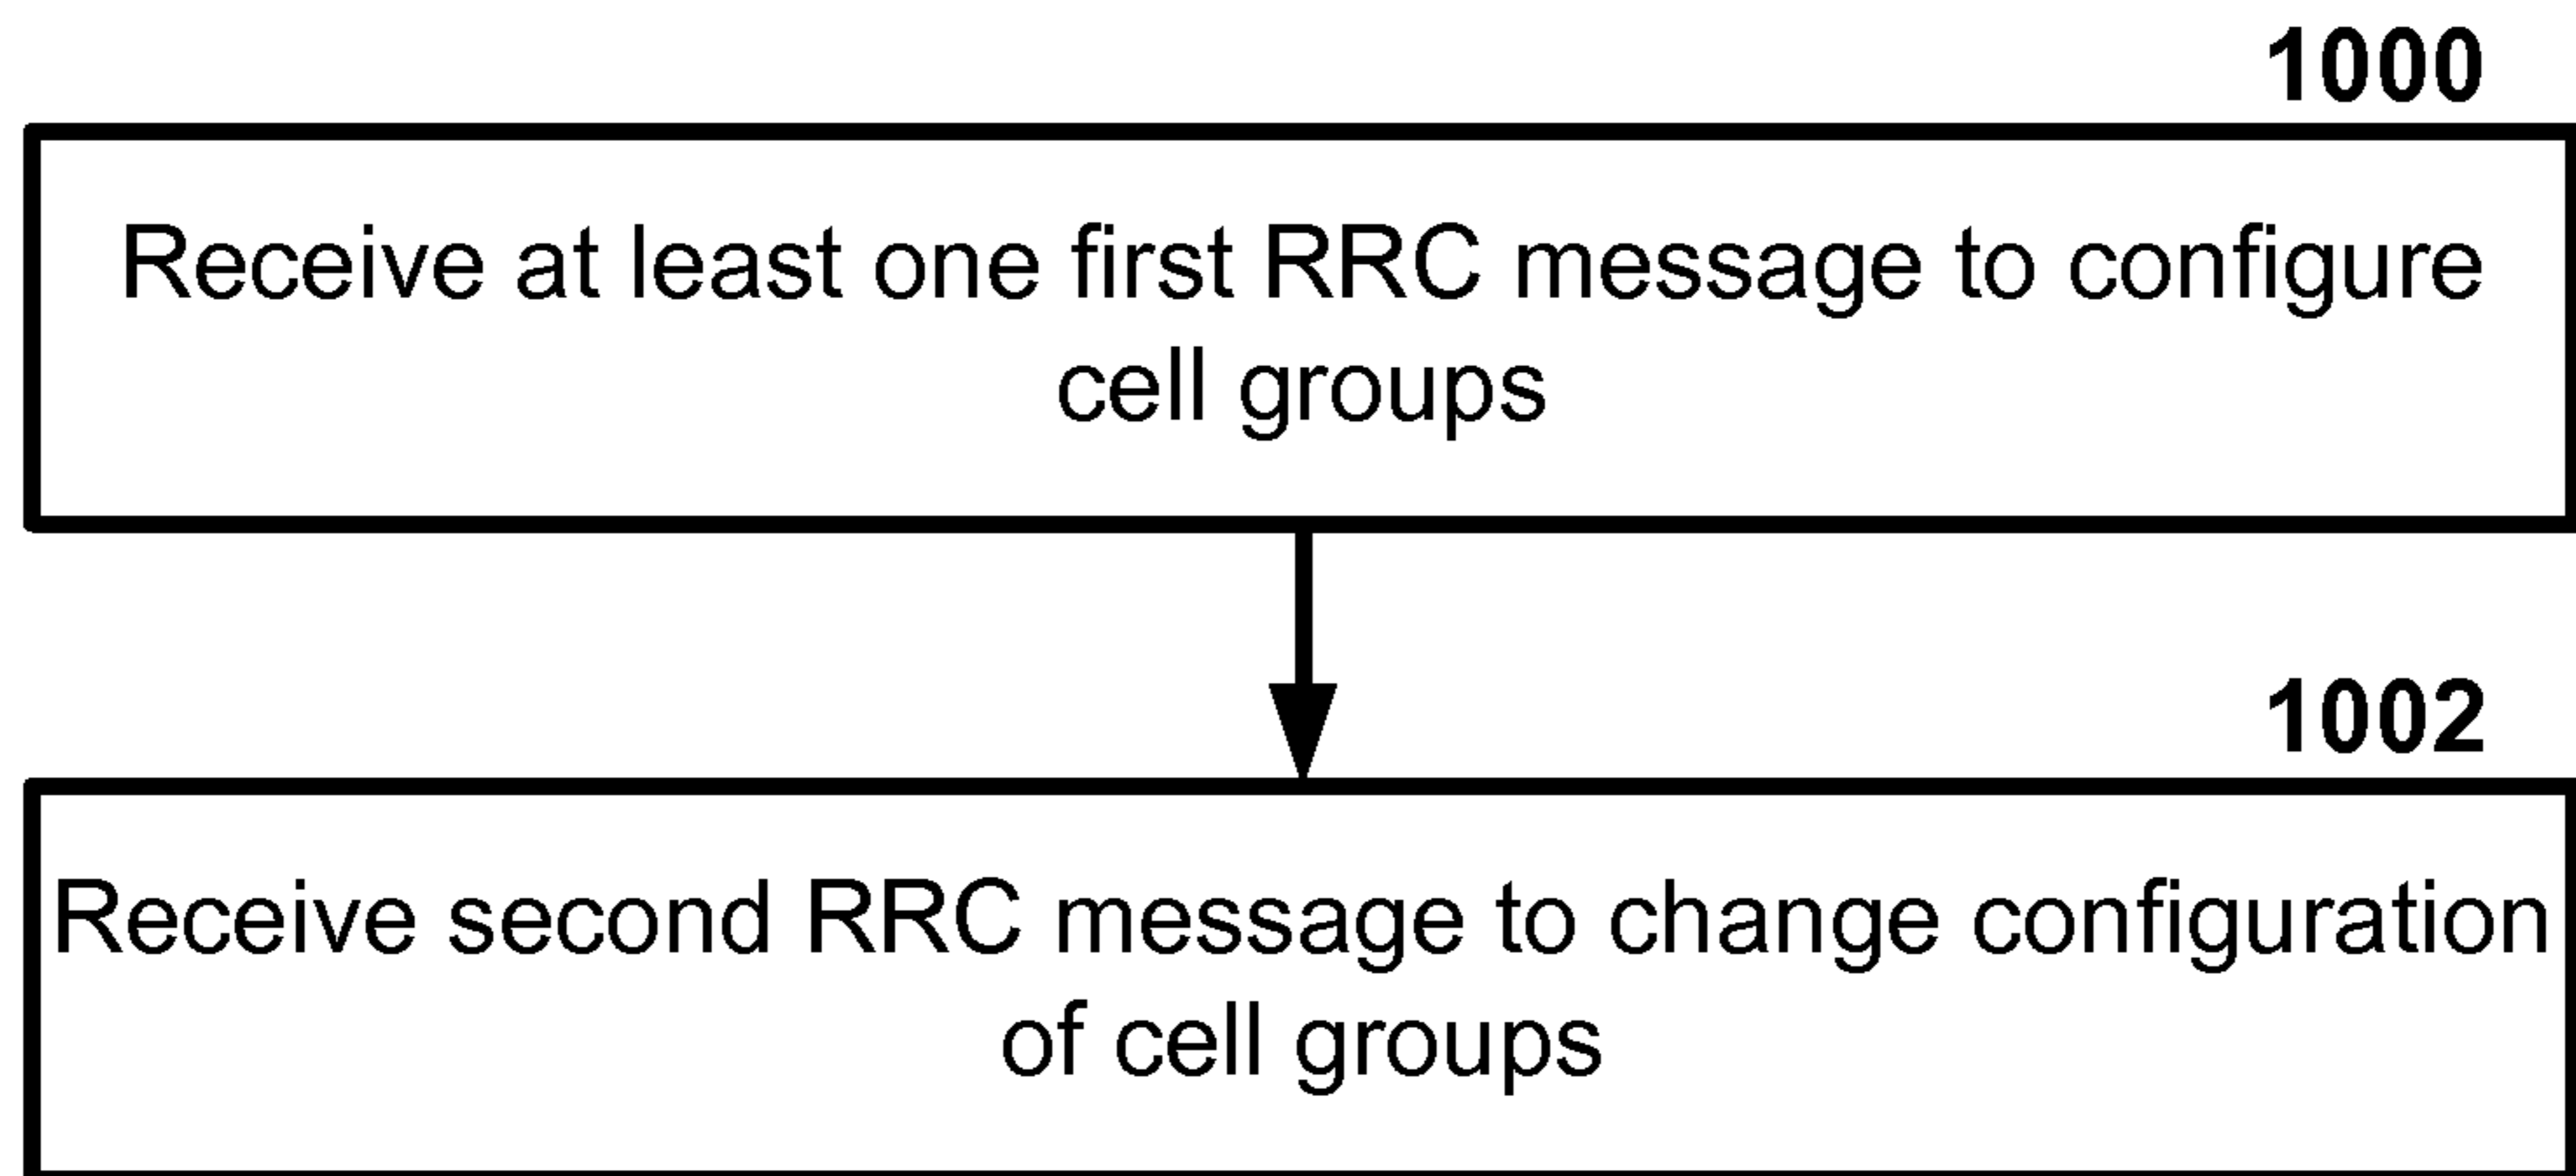 1000
Receive at least one first RRC message to configure
cell groups
1002
Receive second RRC message to change configuration
of cell groups